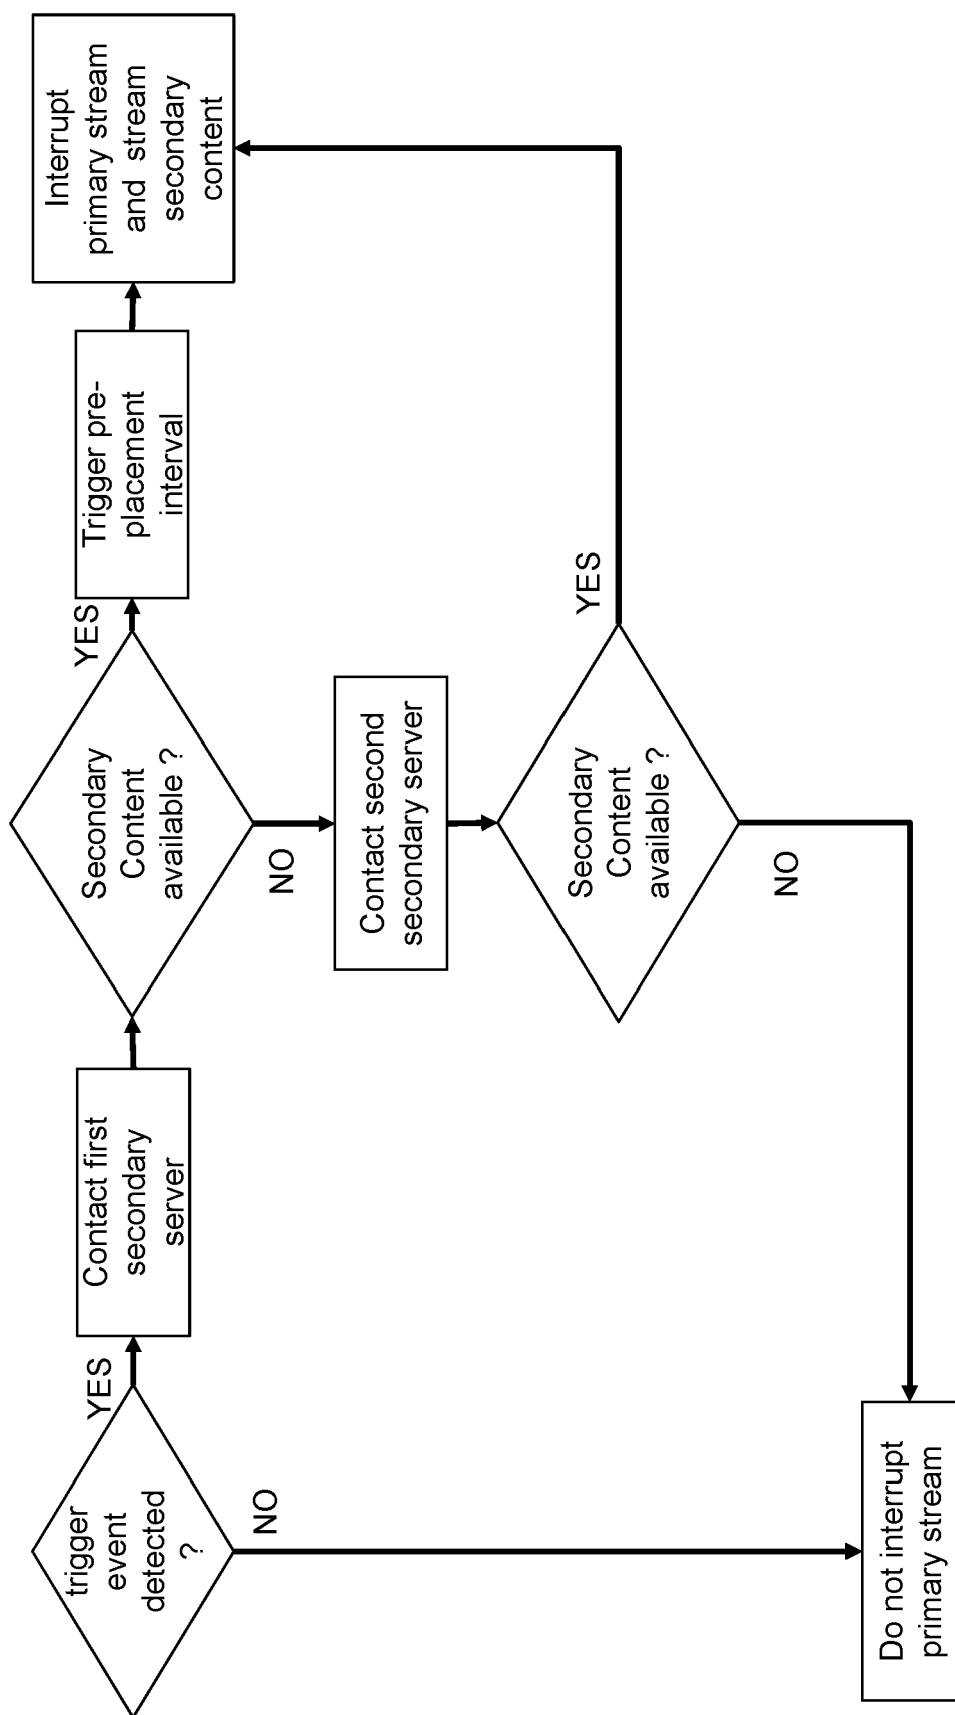 trigger
event
detected
?
YES
NO
Contact first
secondary
server
Secondary
Content
available ?
YES
NO
Trigger pre-
placement
interval
Interrupt
primary stream
and stream
secondary
content
Contact second
secondary server
Secondary
Content
available ?
YES
NO
Do not interrupt
primary stream